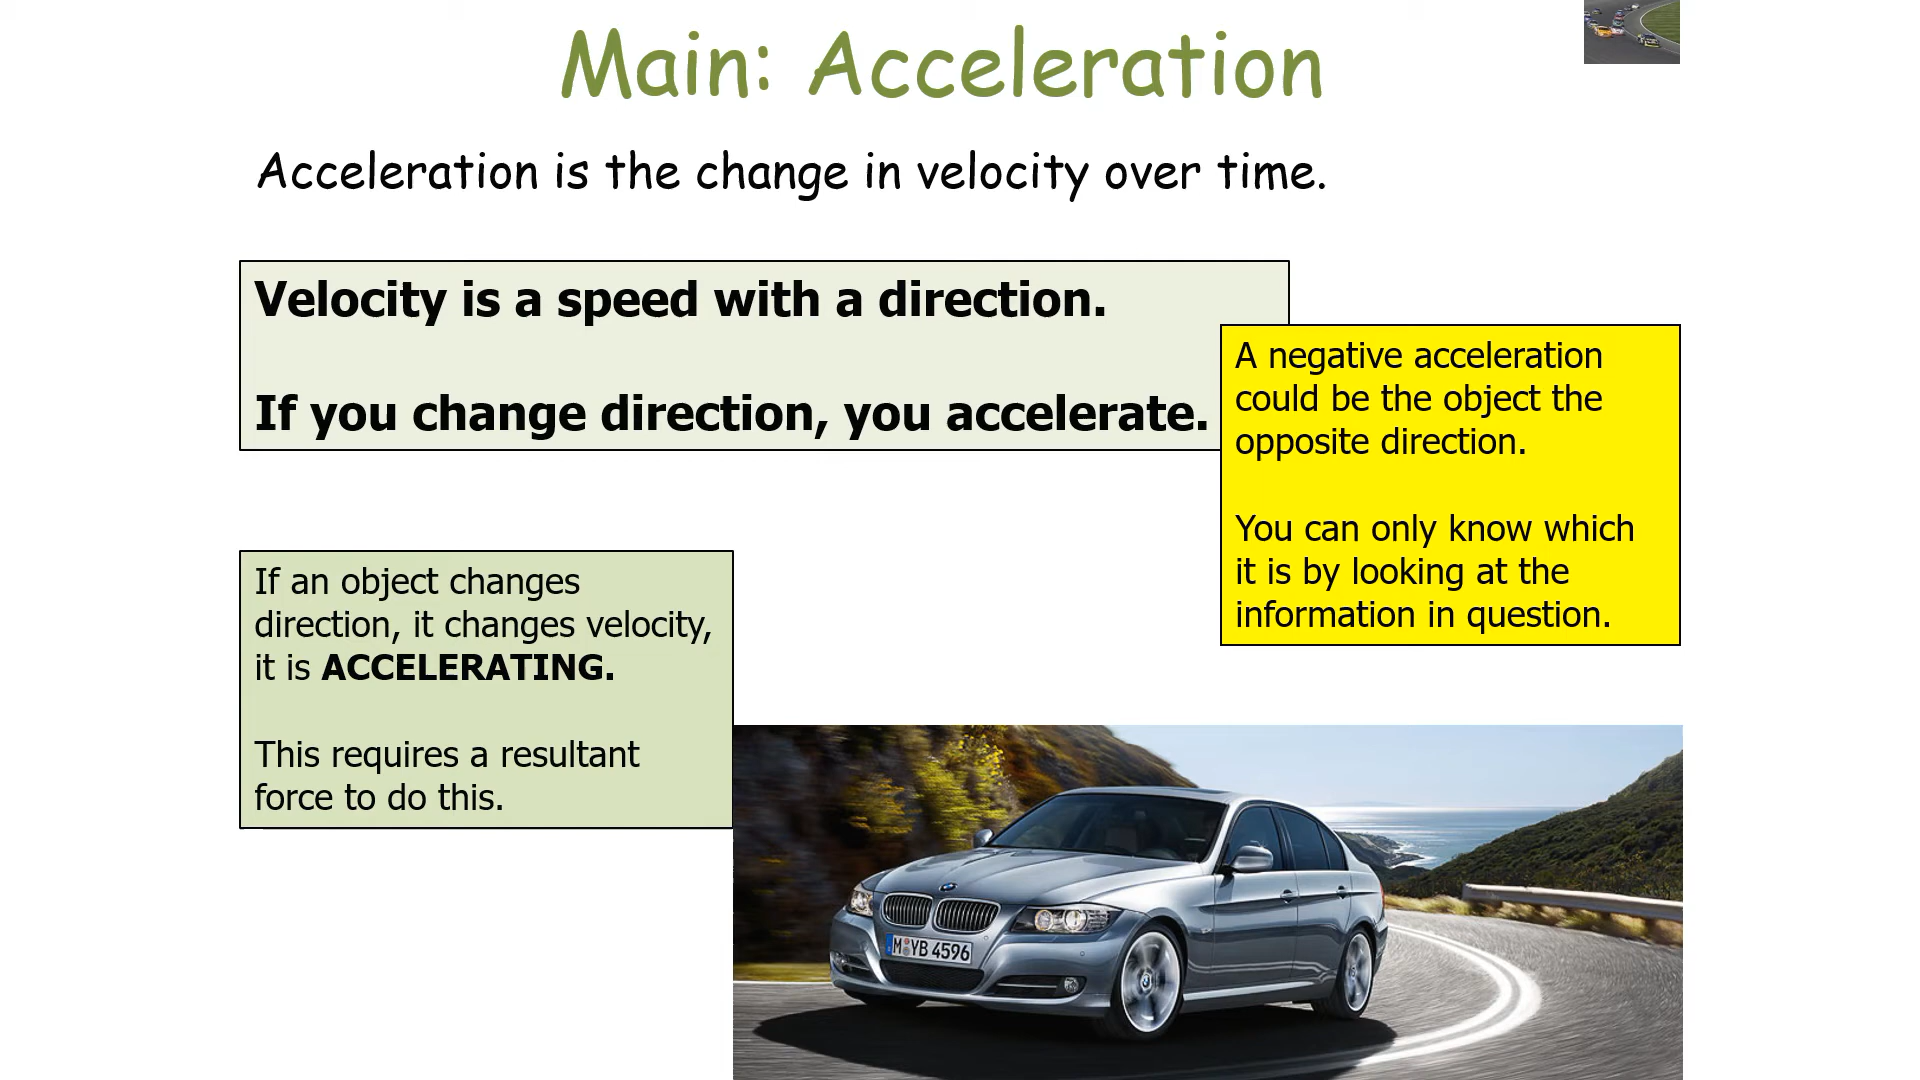 Main: Acceleration
Acceleration is the change in velocity over time.
Velocity is a speed with a direction.
If you change direction, you accelerate.
A negative acceleration
could be the object the
opposite direction.
You can only know which
it is by looking at the
information in question.
If an object changes
direction, it changes velocity,
it is ACCELERATING.
This requires a resultant
force to do this.
M YB 4596